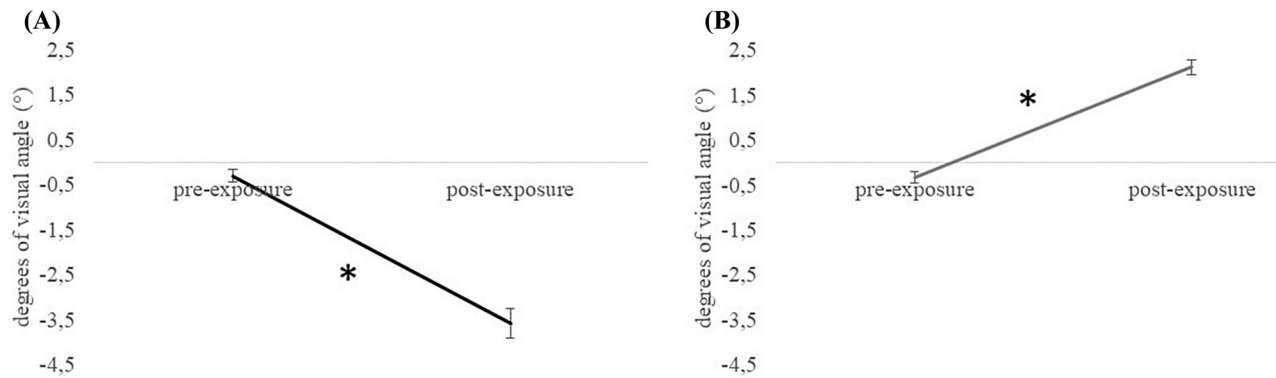 (A)
degrees of visual angle (°)
2,5
1,5
0,5
-0,5
-1,5
-2,5
-3,5
-4,5
pre-exposure
post-exposure
*
(B)
degrees of visual angle (°)
2,5
1,5
0,5
-0,5
-1,5
-2,5
-3,5
-4,5
pre-exposure
post-exposure
*